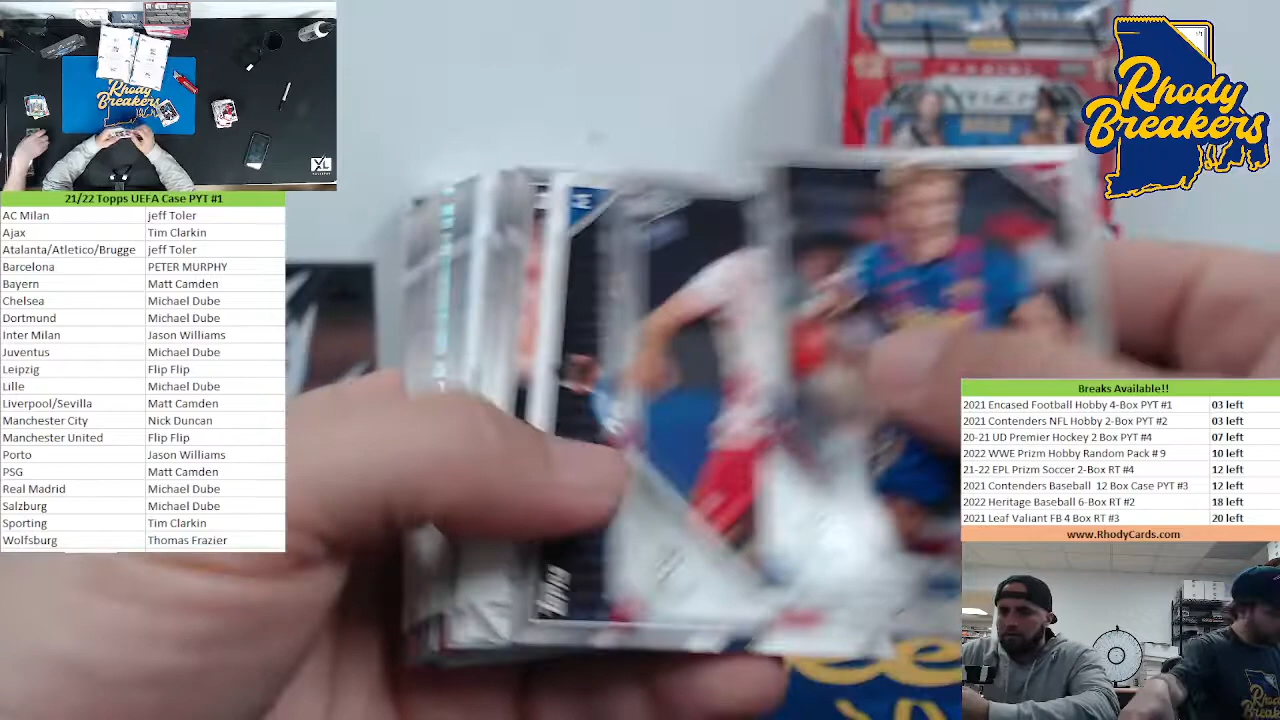 Rhody
Breakers
Rhody
Breakers
21/22 Topps UEFA Case PYT #1
AC Milan jeff Toler
Ajax Tim Clarkin
Atalanta/Atletico/Brugge jeff Toler
Barcelona PETER MURPHY
Bayern Matt Camden
Chelsea Michael Dube
Dortmund Michael Dube
Inter Milan Jason Williams
Juventus Michael Dube
Leipzig Flip Flip
Lille Michael Dube
Liverpool/Sevilla Matt Camden
Manchester City Nick Duncan
Manchester United Flip Flip
Porto Jason Williams
PSG Matt Camden
Real Madrid Michael Dube
Salzburg Michael Dube
Sporting Tim Clarkin
Wolfsburg Thomas Frazier
Breaks Available!!
2021 Encased Football Hobby 4-Box PYT #1 03 left
2021 Contenders NFL Hobby 2-Box PYT #2 03 left
20-21 UD Premier Hockey 2 Box PYT #4 07 left
2022 WWE Prizm Hobby Random Pack # 9 10 left
21-22 EPL Prizm Soccer 2-Box RT #4 12 left
2021 Contenders Baseball 12 Box Case PYT #3 12 left
2022 Heritage Baseball 6-Box RT #2 18 left
2021 Leaf Valiant FB 4 Box RT #3 20 left
www.RhodyCards.com
Rhody